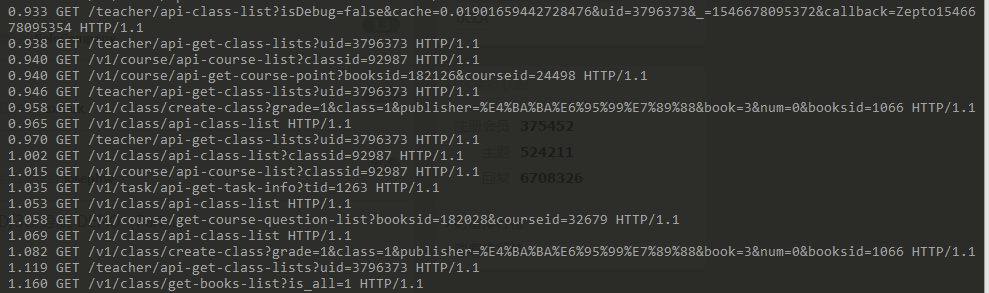 0.933 GET /teacher/api-class-list?isDebug=false&cache=0.01901659442728476&uid=3796373&_=1546678095372&callback=Zepto15466
78095354 HTTP/1.1
0.938 GET /teacher/api-get-class-lists?uid=3796373 HTTP/1.1
0.940 GET /v1/course/api-course-list?classid=92987 HTTP/1.1
0.940 GET /v1/course/api-get-course-point?booksid=182126&courseid=24498 HTTP/1.1
0.946 GET /teacher/api-get-class-lists?uid=3796373 HTTP/1.1
0.958 GET /v1/class/create-class?grade=1&class=1&publisher=%E4%BA%BA%E6%95%99%E7%89%88&book=3&num=0&booksid=1066 HTTP/1.1
0.965 GET /v1/class/api-class-list HTTP/1.1
375452
0.970 GET /teacher/api-get-class-lists?uid=3796373 HTTP/1.1
1.002 GET /v1/class/api-class-list?classid=92987 HTTP/1.1
524211
1.015 GET /v1/course/api-course-list?classid=92987 HTTP/1.1
6708326
1.035 GET /v1/task/api-get-task-info?tid=1263 HTTP/1.1
1.053 GET /v1/class/api-class-list HTTP/1.1
1.058 GET /v1/course/get-course-question-list?booksid=182028&courseid=32679 HTTP/1.1
1.069 GET /v1/class/api-class-list HTTP/1.1
1.082 GET /v1/class/create-class?grade=1&class=1&publisher=%E4%BA%BA%E6%95%99%E7%89%88&book=3&num=0&booksid=1066 HTTP/1.1
1.119 GET /teacher/api-get-class-lists?uid=3796373 HTTP/1.1
1.160 GET /v1/class/get-books-list?is_all=1 HTTP/1.1